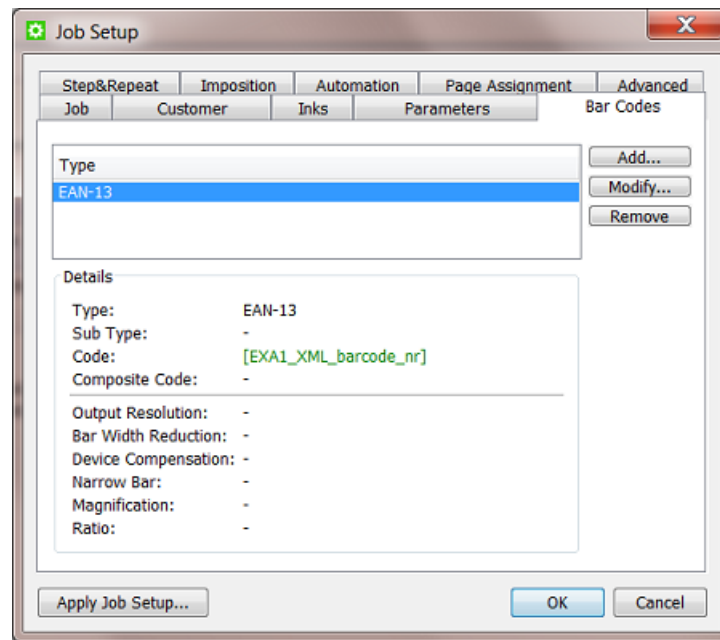 Job Setup
Step&Repeat Imposition Automation Page Assignment Advanced
Job Customer Inks Parameters Bar Codes
Type
EAN-13
Add...
Modify...
Remove
Details
Type: EAN-13
Sub Type: -
Code: [EXA1_XML_barcode_nr]
Composite Code: -
Output Resolution: -
Bar Width Reduction: -
Device Compensation: -
Narrow Bar: -
Magnification: -
Ratio: -
Apply Job Setup... OK Cancel